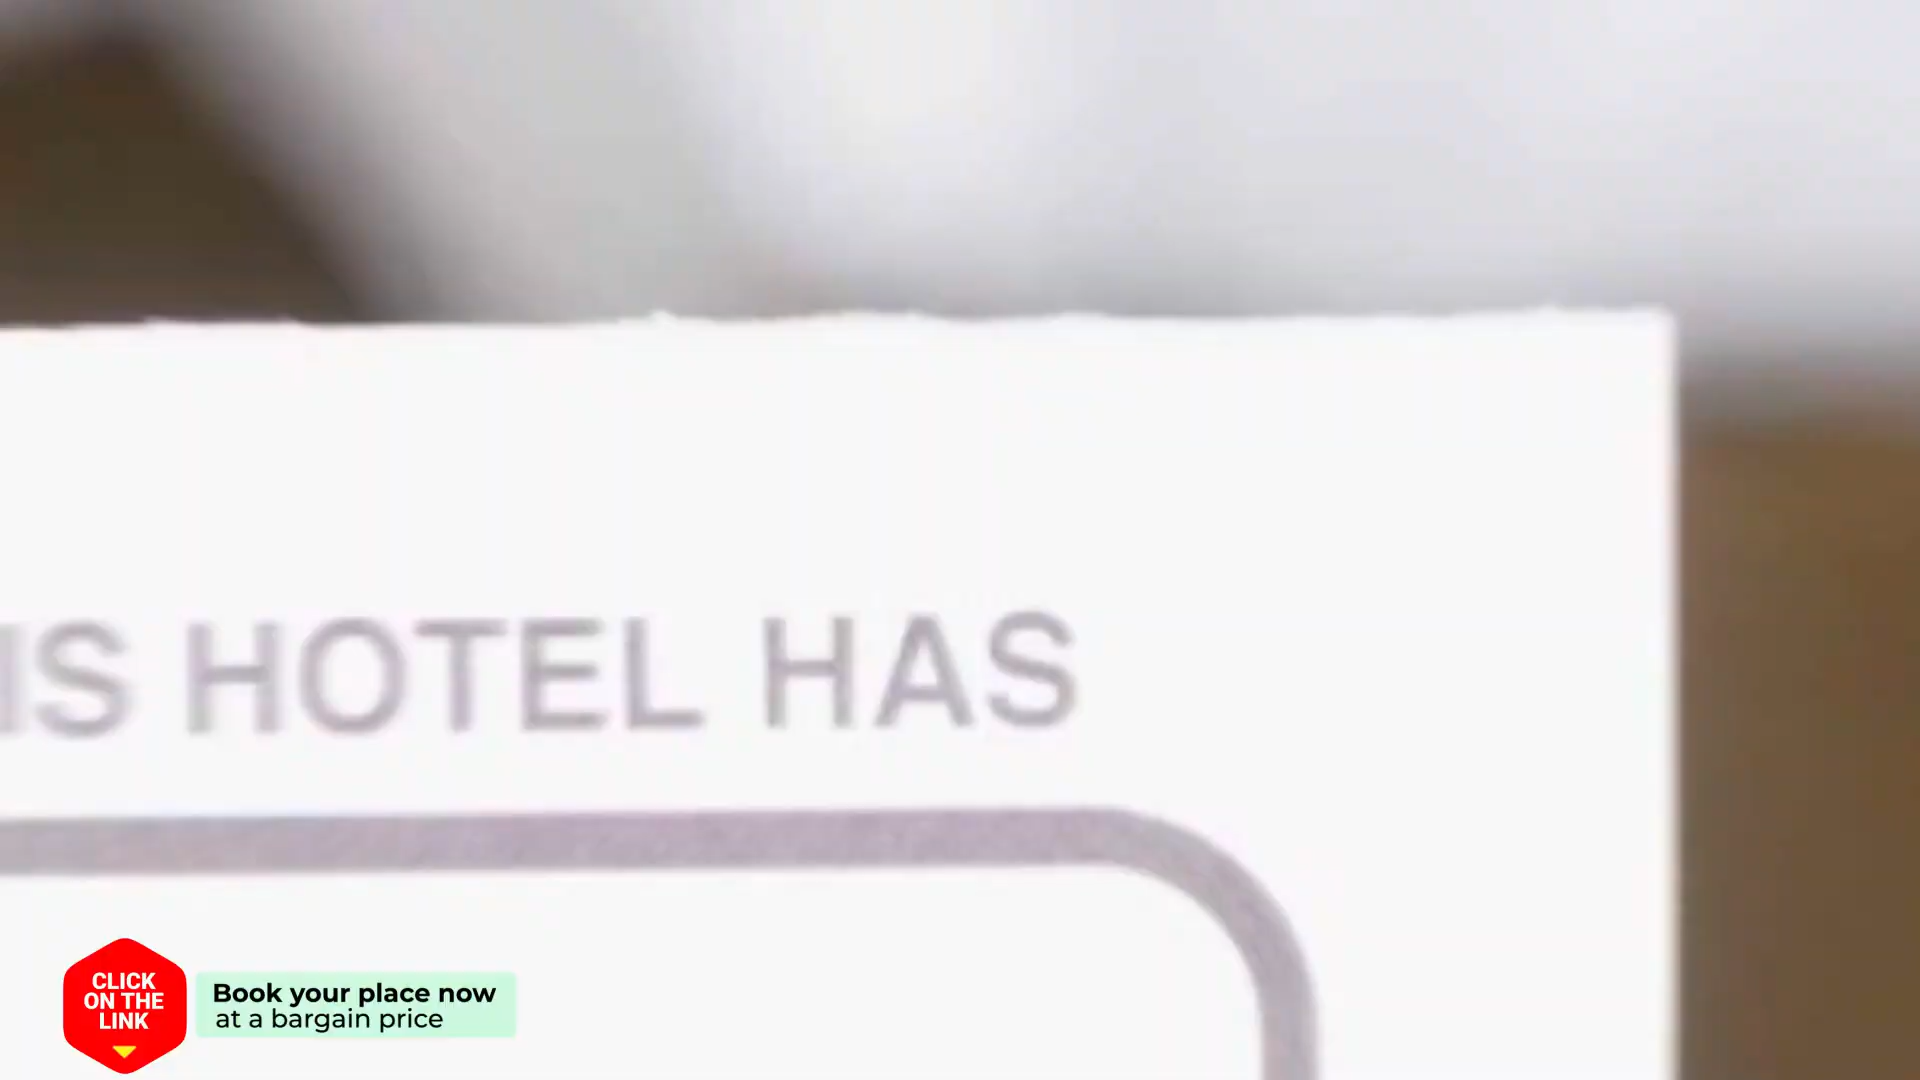 IS HOTEL HAS
CLICK
ON THE
LINK
Book your place now
at a bargain price